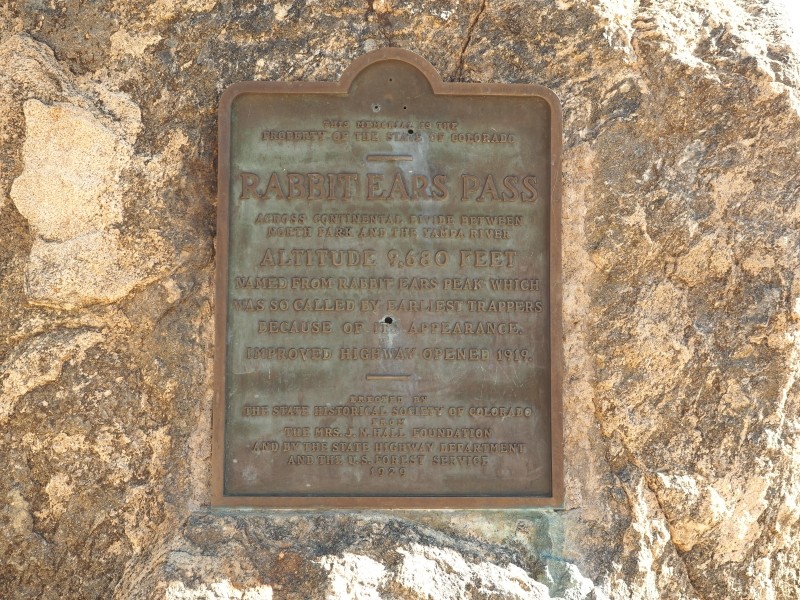 THIS MEMORIAL IS THE
PROPERTY OF THE STATE OF COLORADO
RABBIT EARS PASS
ACROSS CONTINENTAL DIVIDE BETWEEN
NORTH PARK AND THE YAMPA RIVER
ALTITUDE 9,680 FEET
NAMED FROM RABBIT EARS PEAK WHICH
WAS SO CALLED BY EARLIEST TRAPPERS
BECAUSE OF ITS APPEARANCE.
IMPROVED HIGHWAY OPENED 1919.
ERECTED BY
THE STATE HISTORICAL SOCIETY OF COLORADO
FROM
THE MRS. J. N. HALL FOUNDATION
AND BY THE STATE HIGHWAY DEPARTMENT
AND THE U.S. FOREST SERVICE
1929